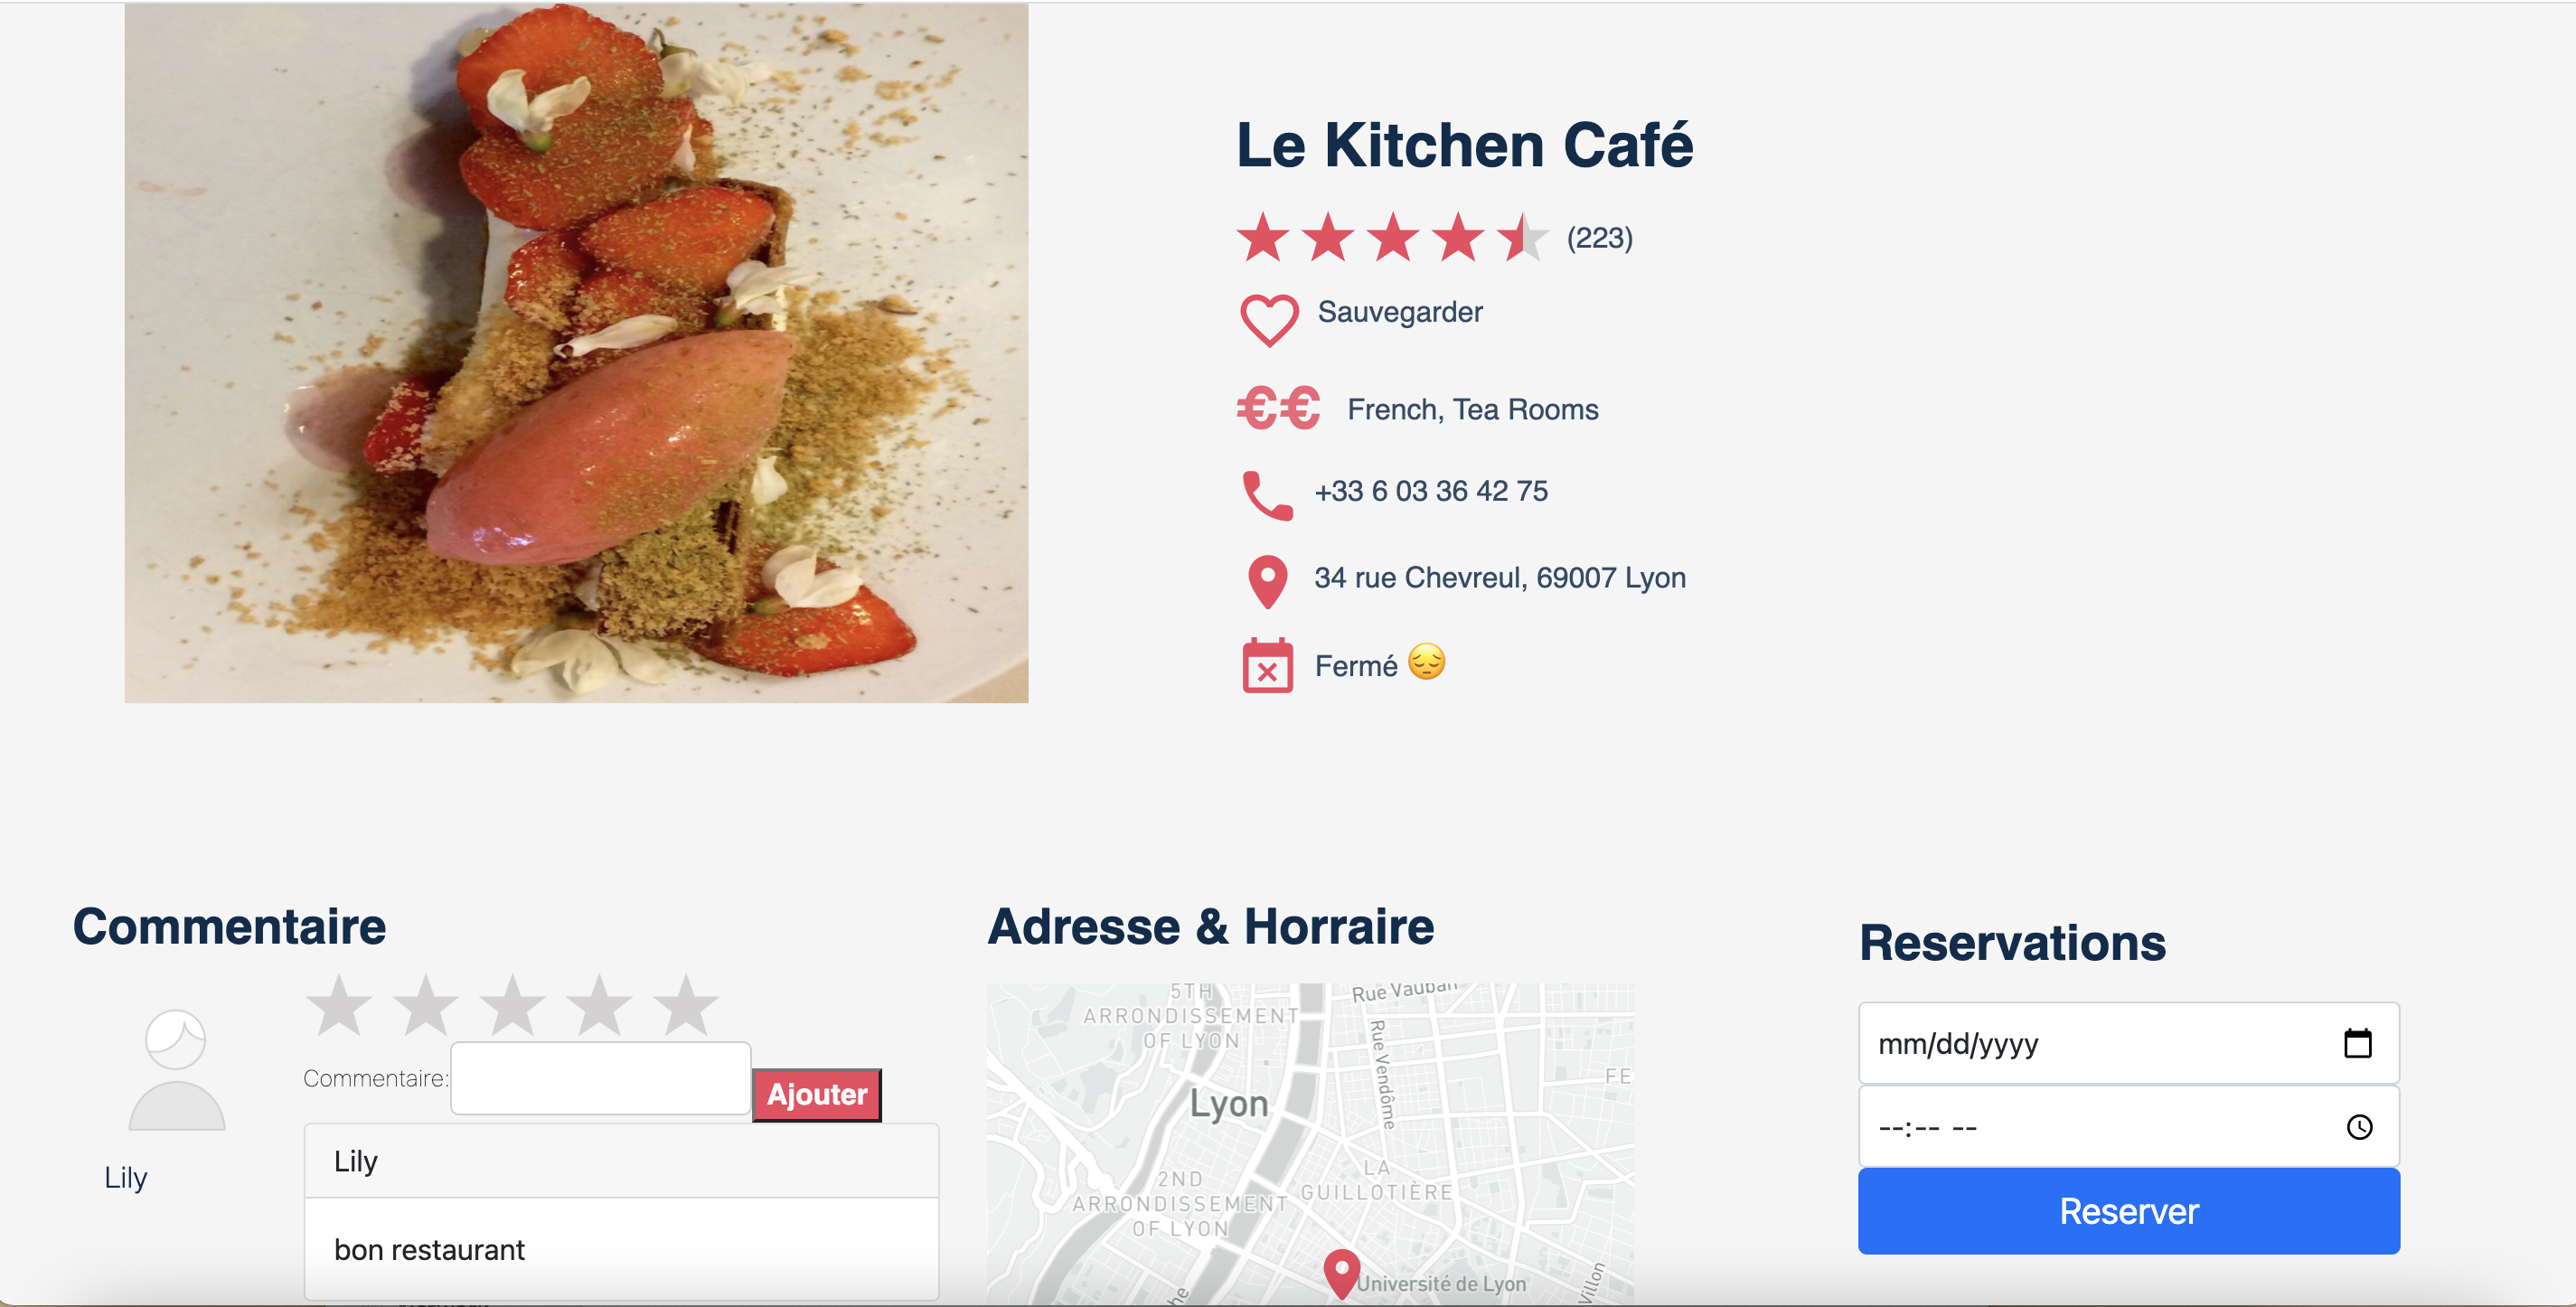 Le Kitchen Café
(223)
Sauvegarder
€€ French, Tea Rooms
+33 6 03 36 42 75
34 rue Chevreul, 69007 Lyon
Fermé 😔
Commentaire
Commentaire:
Ajouter
Lily
Lily
bon restaurant
Adresse & Horraire
5TH
ARRONDISSEMENT
OF LYON
Rue Vauban
Rue Vendôme
FE
Lyon
LA
GUILLOTIÈRE
2ND
ARRONDISSEMENT
OF LYON
Université de Lyon
Villon
he
Reservations
mm/dd/yyyy
--:-- --
Reserver